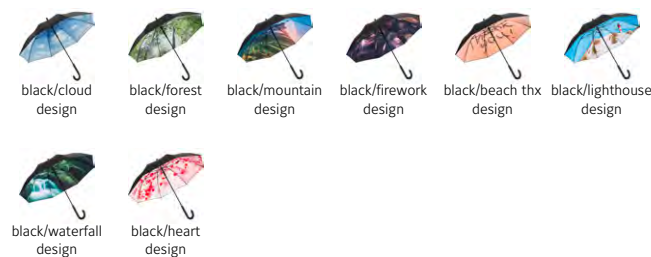 black/cloud
design
black/forest
design
black/mountain
design
black/firework
design
black/beach thx
design
black/lighthouse
design
black/waterfall
design
black/heart
design